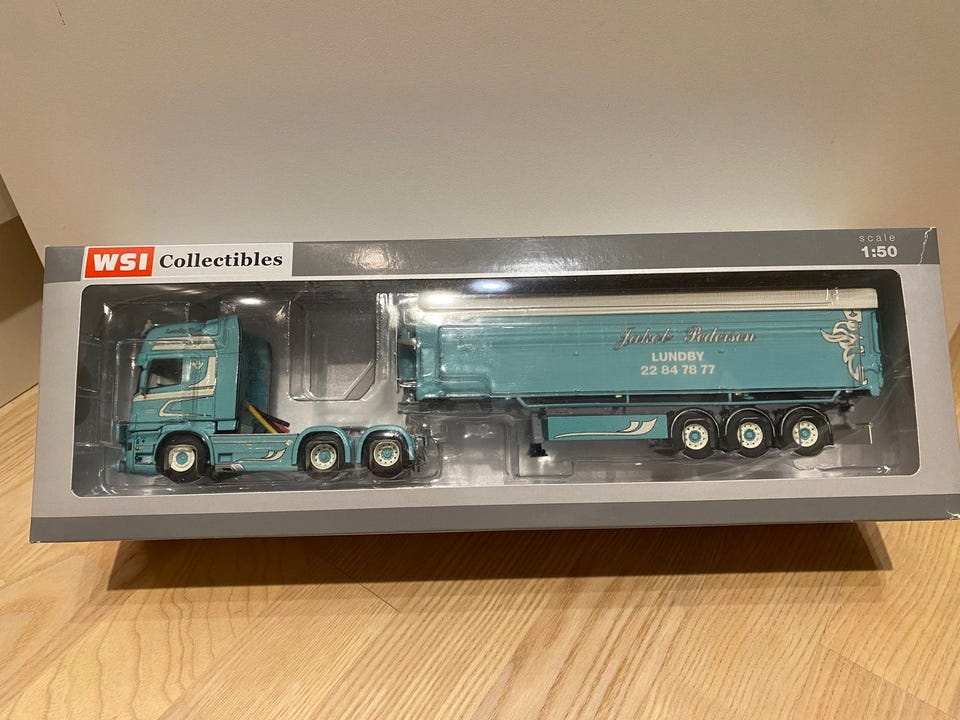 WSI Collectibles
scale
1:50
Jakob Pedersen
LUNDBY
22 84 78 77